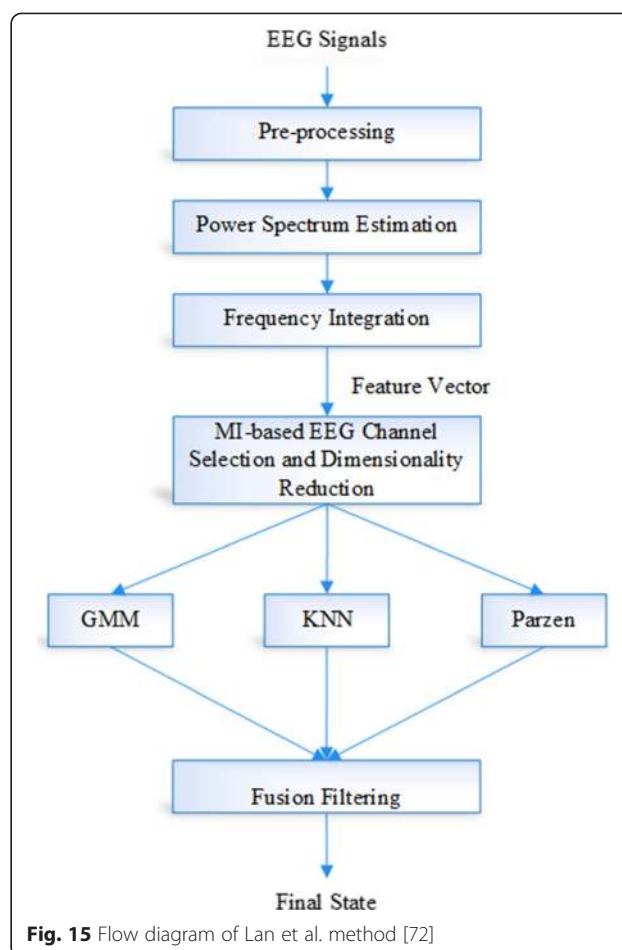 EEG Signals
Pre-processing
Power Spectrum Estimation
Frequency Integration
Feature Vector
MI-based EEG Channel
Selection and Dimensionality
Reduction
GMM
KNN
Parzen
Fusion Filtering
Final State
Fig. 15 Flow diagram of Lan et al. method [72]